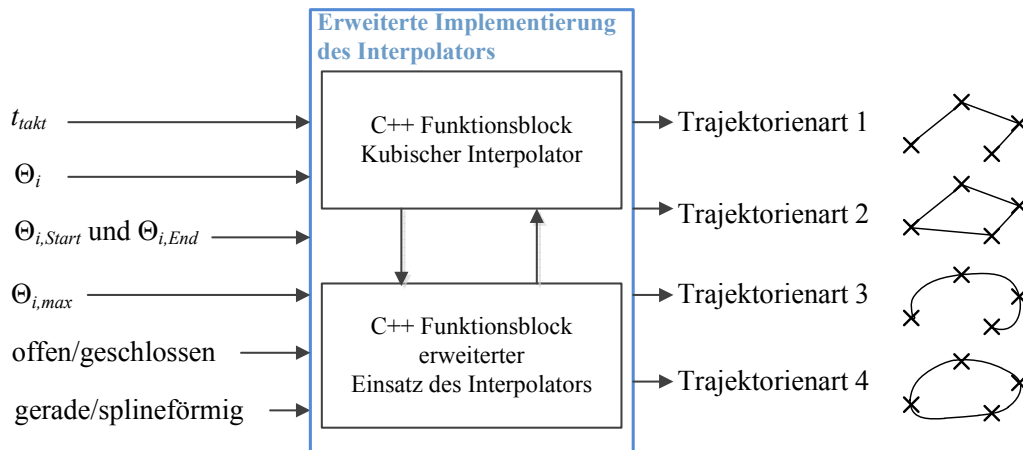 Erweiterte Implementierung
des Interpolators
t_takt
Θ_i
Θ_i,Start und Θ_i,End
Θ_i,max
offen/geschlossen
gerade/splineförmig
C++ Funktionsblock
Kubischer Interpolator
C++ Funktionsblock
erweiterter
Einsatz des Interpolators
Trajektorienart 1
Trajektorienart 2
Trajektorienart 3
Trajektorienart 4